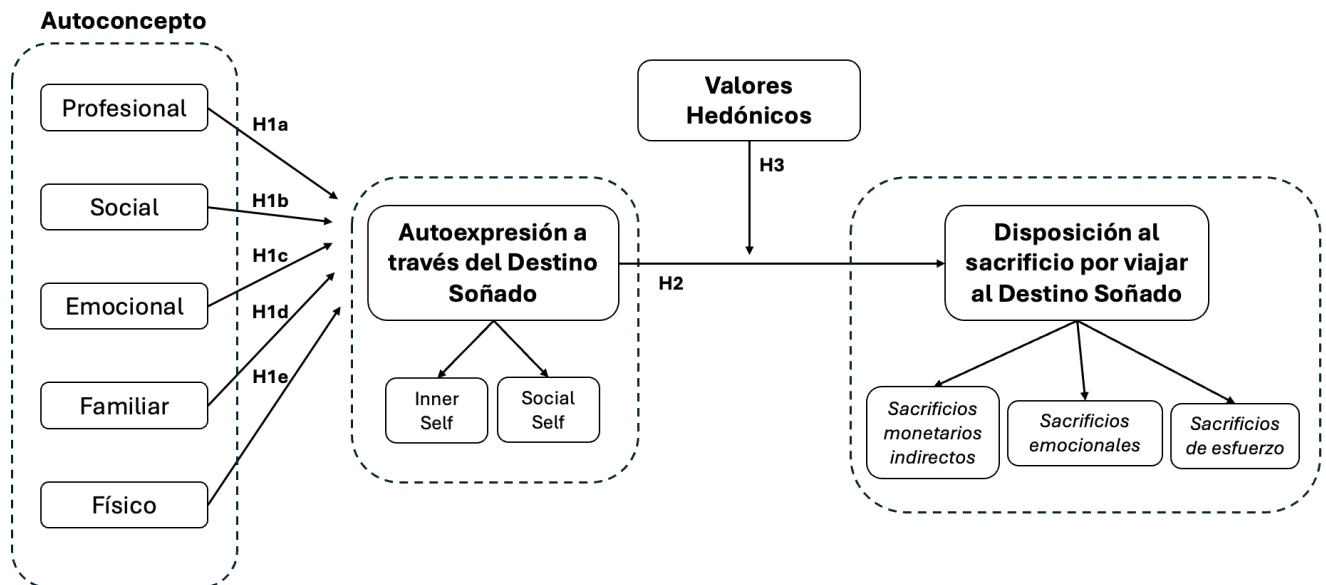 Autoconcepto
Profesional
Social
Emocional
Familiar
Físico
H1a
H1b
H1c
H1d
H1e
Autoexpresión a
través del Destino
Soñado
Inner
Self
Social
Self
H2
Valores
Hedónicos
H3
Disposición al
sacrificio por viajar
al Destino Soñado
Sacrificios
monetarios
indirectos
Sacrificios
emocionales
Sacrificios
de esfuerzo